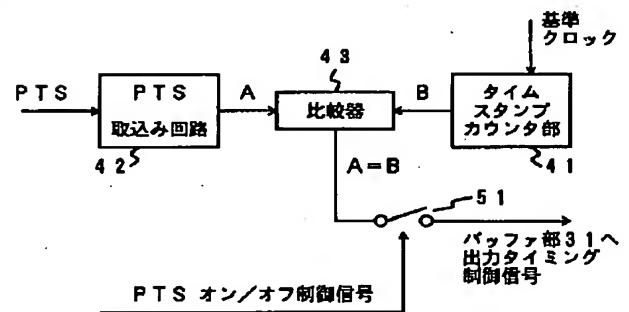 基準
クロック
43
PTS
PTS
取込み回路
A
比較器
B
タイム
スタンプ
カウンタ部
42
41
A=B
51
バッファ部31へ
出力タイミング
制御信号
PTS オン/オフ制御信号